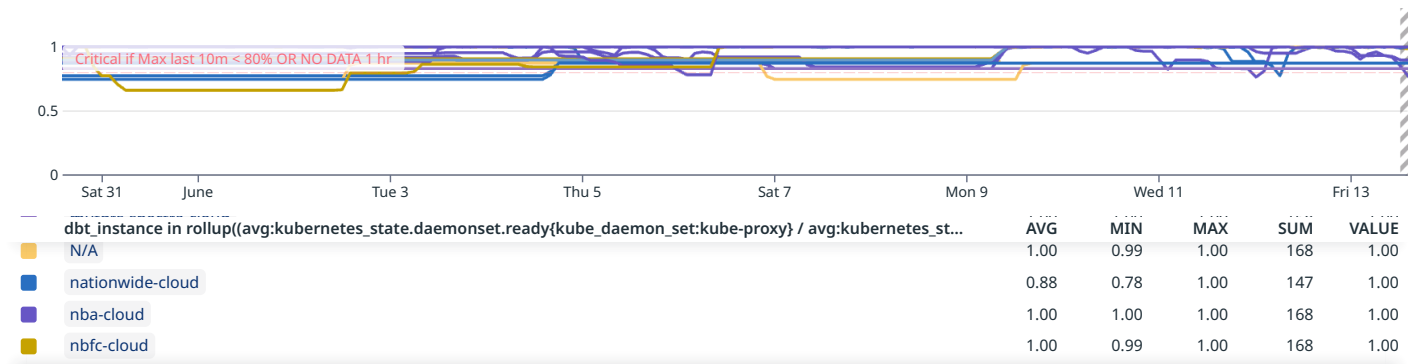 1
Critical if Max last 10m < 80% OR NO DATA 1 hr
0.5
0
Sat 31 June Tue 3 Thu 5 Sat 7 Mon 9 Wed 11 Fri 13
dbt_instance in rollup((avg:kubernetes_state.daemonset.ready{kube_daemon_set:kube-proxy} / avg:kubernetes_st... AVG MIN MAX SUM VALUE
N/A 1.00 0.99 1.00 168 1.00
nationwide-cloud 0.88 0.78 1.00 147 1.00
nba-cloud 1.00 1.00 1.00 168 1.00
nbfc-cloud 1.00 0.99 1.00 168 1.00